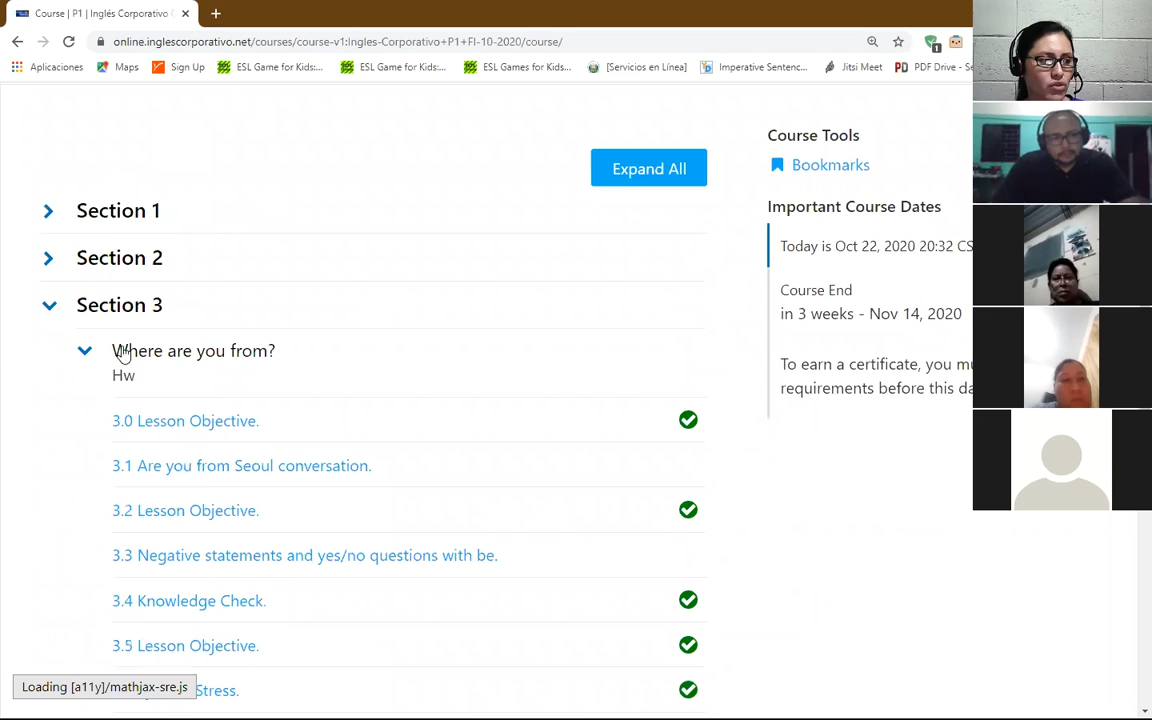 Course | P1 | Inglés Corporativo
online.inglescorporativo.net/courses/course-v1:Ingles-Corporativo+P1+FI-10-2020/course/
1
Aplicaciones
Maps
Sign Up
ESL Game for Kids:...
ESL Game for Kids:...
ESL Games for Kids...
[Servicios en Línea]
Imperative Sentenc...
Jitsi Meet
PDF Drive - Se
Expand All
Course Tools
Bookmarks
Important Course Dates
Today is Oct 22, 2020 20:32 CS
Course End
in 3 weeks - Nov 14, 2020
To earn a certificate, you mu
requirements before this da
Section 1
Section 2
Section 3
Where are you from?
Hw
3.0 Lesson Objective.
3.1 Are you from Seoul conversation.
3.2 Lesson Objective.
3.3 Negative statements and yes/no questions with be.
3.4 Knowledge Check.
3.5 Lesson Objective.
Stress.
Loading [a11y]/mathjax-sre.js